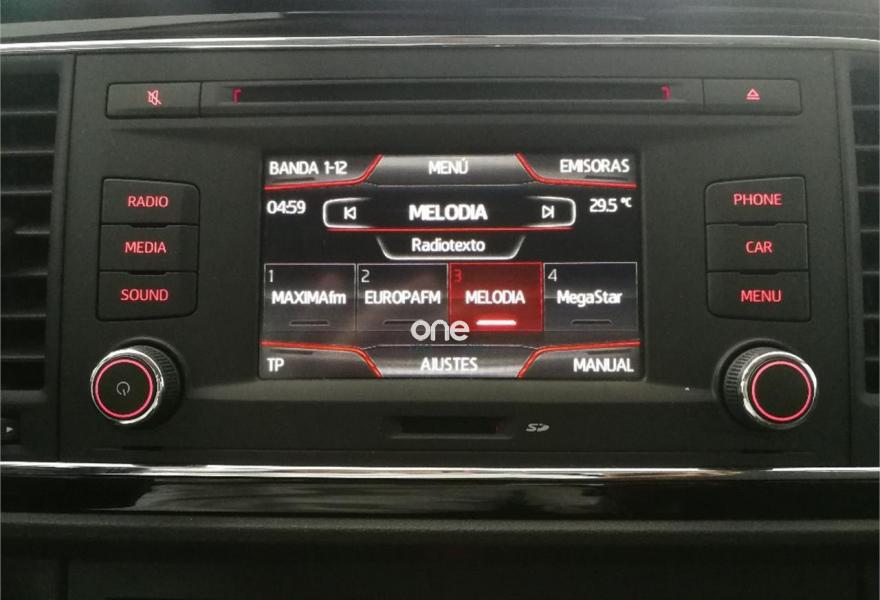 BANDA 1-12 MENÚ EMISORAS
RADIO
MEDIA
SOUND
04:59 MELODIA 29.5 °C
Radiotexto
1 MAXIMAfm
2 EUROPAFM
3 MELODIA
4 MegaStar
one
TP AJUSTES MANUAL
PHONE
CAR
MENU
SD